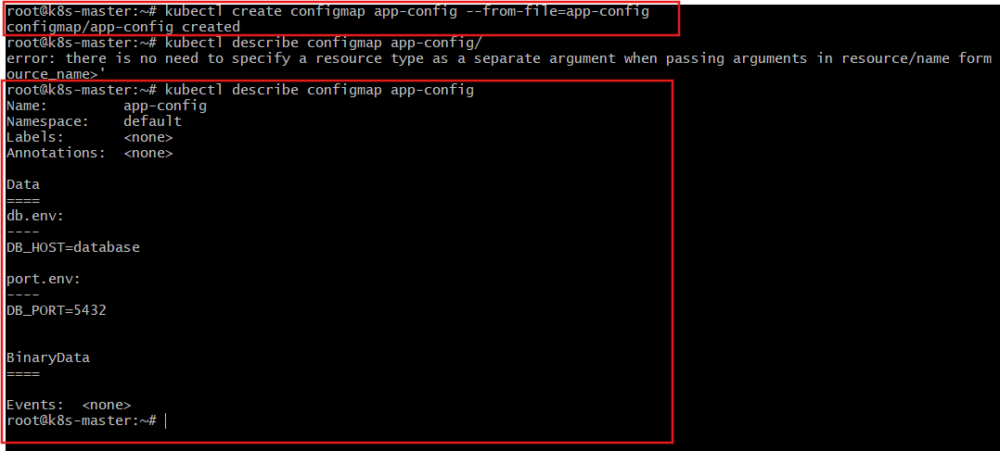 root@k8s-master:~# kubectl create configmap app-config --from-file=app-config
configmap/app-config created
root@k8s-master:~# kubectl describe configmap app-config/
error: there is no need to specify a resource type as a separate argument when passing arguments in resource/name form
ource_name>'
root@k8s-master:~# kubectl describe configmap app-config
Name:         app-config
Namespace:    default
Labels:       <none>
Annotations:  <none>

Data
====
db.env:
----
DB_HOST=database

port.env:
----
DB_PORT=5432


BinaryData
====

Events:  <none>
root@k8s-master:~#